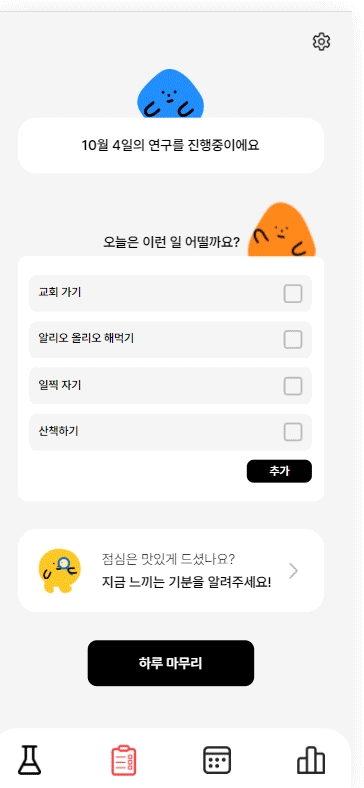 10월 4일의 연구를 진행중이에요
오늘은 이런 일 어떨까요?
교회 가기
알리오 올리오 해먹기
일찍 자기
산책하기
추가
점심은 맛있게 드셨나요?
지금 느끼는 기분을 알려주세요!
하루 마무리